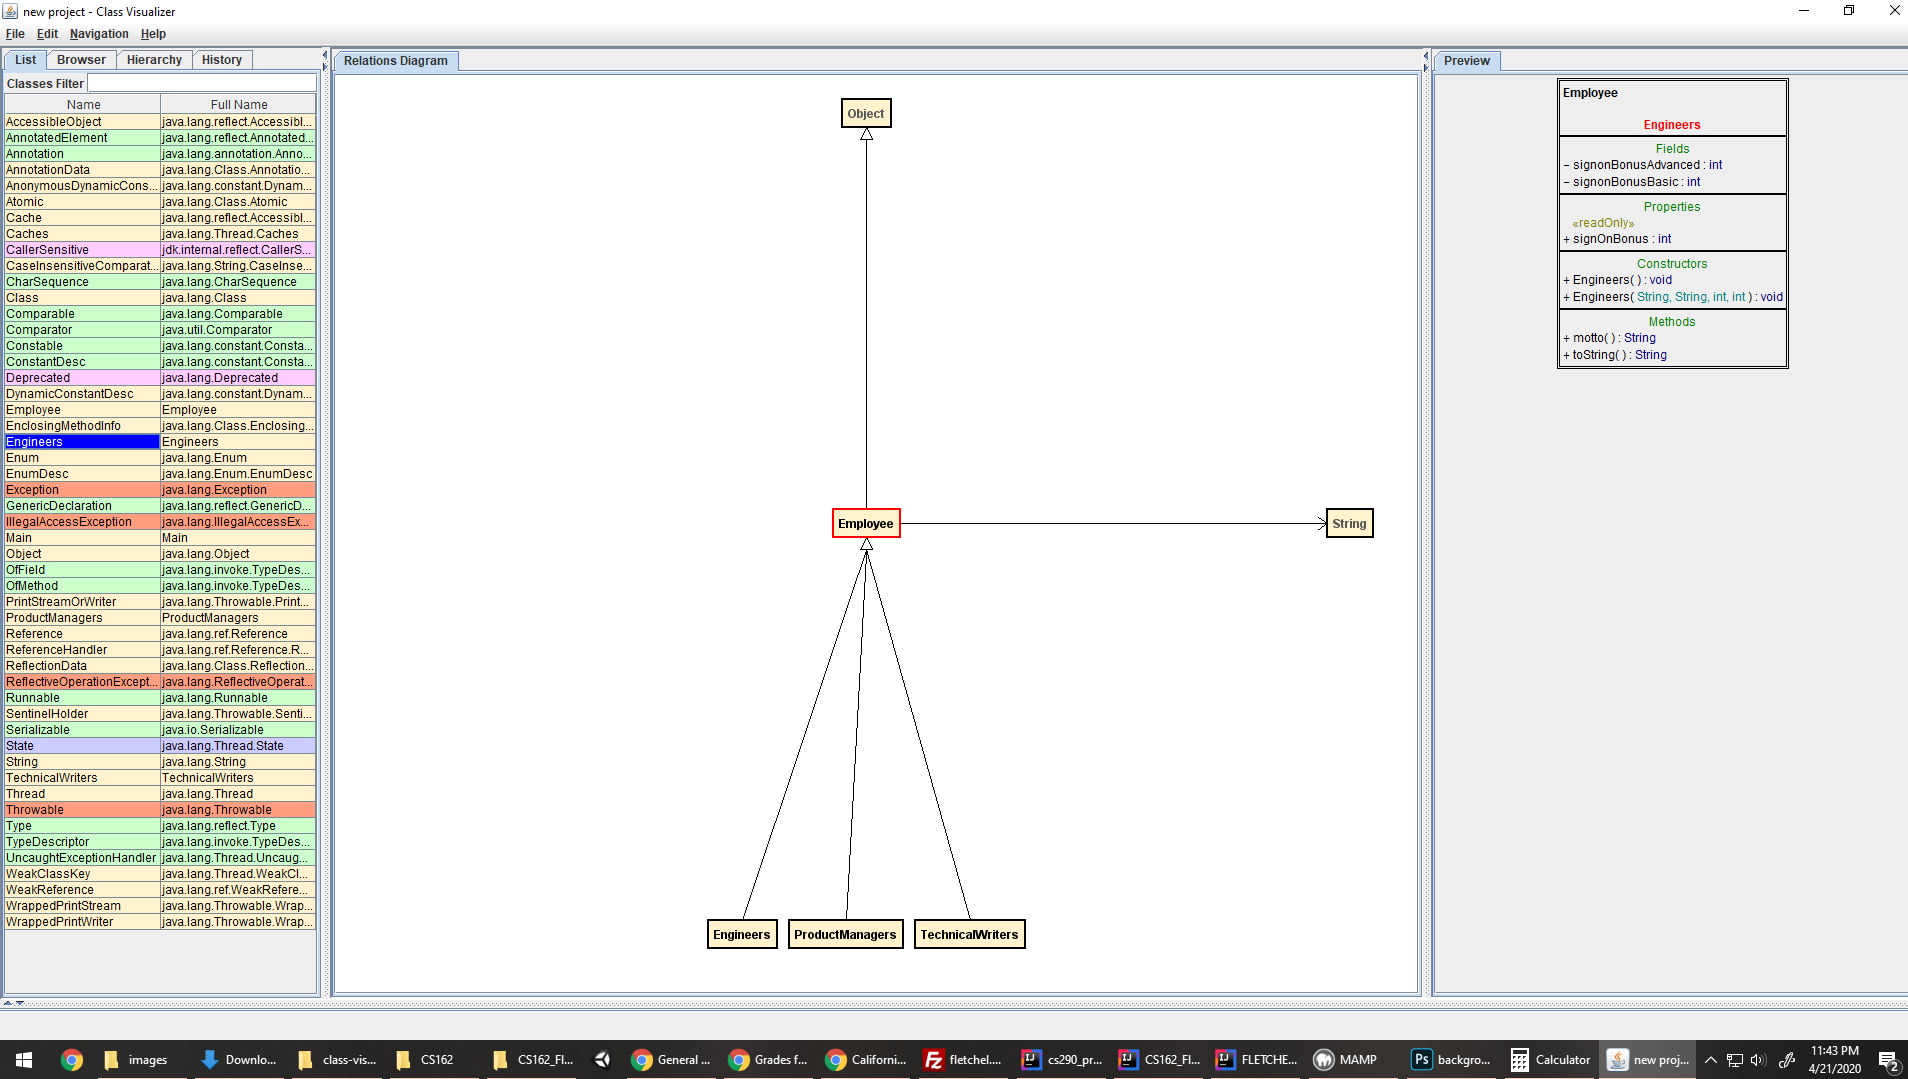 new project - Class Visualizer
File Edit Navigation Help
List Browser Hierarchy History
Classes Filter
Name Full Name
AccessibleObject java.lang.reflect.Accessibl...
AnnotatedElement java.lang.reflect.Annotated...
Annotation java.lang.annotation.Anno...
AnnotationData java.lang.Class.Annotatio...
AnonymousDynamicCons... java.lang.constant.Dynam...
Atomic java.lang.Class.Atomic
Cache java.lang.reflect.Accessibl...
Caches java.lang.Thread.Caches
CallerSensitive jdk.internal.reflect.CallerS...
CaseInsensitiveComparat... java.lang.String.CaseInse...
CharSequence java.lang.CharSequence
Class java.lang.Class
Comparable java.lang.Comparable
Comparator java.util.Comparator
Constable java.lang.constant.Consta...
ConstantDesc java.lang.constant.Consta...
Deprecated java.lang.Deprecated
DynamicConstantDesc java.lang.constant.Dynam...
Employee Employee
EnclosingMethodInfo java.lang.Class.Enclosing...
Engineers Engineers
Enum java.lang.Enum
EnumDesc java.lang.Enum.EnumDesc
Exception java.lang.Exception
GenericDeclaration java.lang.reflect.GenericD...
IllegalAccessException java.lang.IllegalAccessEx...
Main Main
Object java.lang.Object
OfField java.lang.invoke.TypeDes...
OfMethod java.lang.invoke.TypeDes...
PrintStreamOrWriter java.lang.Throwable.Print...
ProductManagers ProductManagers
Reference java.lang.ref.Reference
ReferenceHandler java.lang.ref.Reference.R...
ReflectionData java.lang.Class.Reflection...
ReflectiveOperationExcept... java.lang.ReflectiveOperat...
Runnable java.lang.Runnable
SentinelHolder java.lang.Throwable.Senti...
Serializable java.io.Serializable
State java.lang.Thread.State
String java.lang.String
TechnicalWriters TechnicalWriters
Thread java.lang.Thread
Throwable java.lang.Throwable
Type java.lang.reflect.Type
TypeDescriptor java.lang.invoke.TypeDes...
UncaughtExceptionHandler java.lang.Thread.Uncaug...
WeakClassKey java.lang.Thread.WeakCl...
WeakReference java.lang.ref.WeakRefere...
WrappedPrintStream java.lang.Throwable.Wrap...
WrappedPrintWriter java.lang.Throwable.Wrap...
Relations Diagram
Object
Employee
String
Engineers
ProductManagers
TechnicalWriters
Preview
Employee
Engineers
Fields
− signonBonusAdvanced : int
− signonBonusBasic : int
Properties
«readOnly»
+ signOnBonus : int
Constructors
+ Engineers( ) : void
+ Engineers( String, String, int, int ) : void
Methods
+ motto( ) : String
+ toString( ) : String
images
Downlo...
class-vis...
CS162
CS162_Fl...
General ...
Grades f...
Californi...
fletchel....
cs290_pr...
CS162_Fl...
FLETCHE...
MAMP
Ps backgro...
Calculator
new proj...
11:43 PM
4/21/2020
2